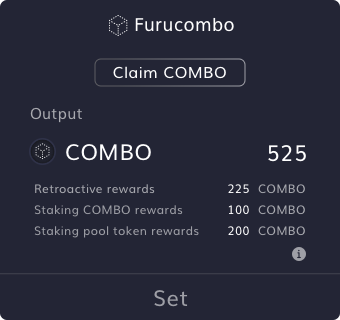 Furucombo
Claim COMBO
Output
COMBO 525
Retroactive rewards 225 COMBO
Staking COMBO rewards 100 COMBO
Staking pool token rewards 200 COMBO
i
Set